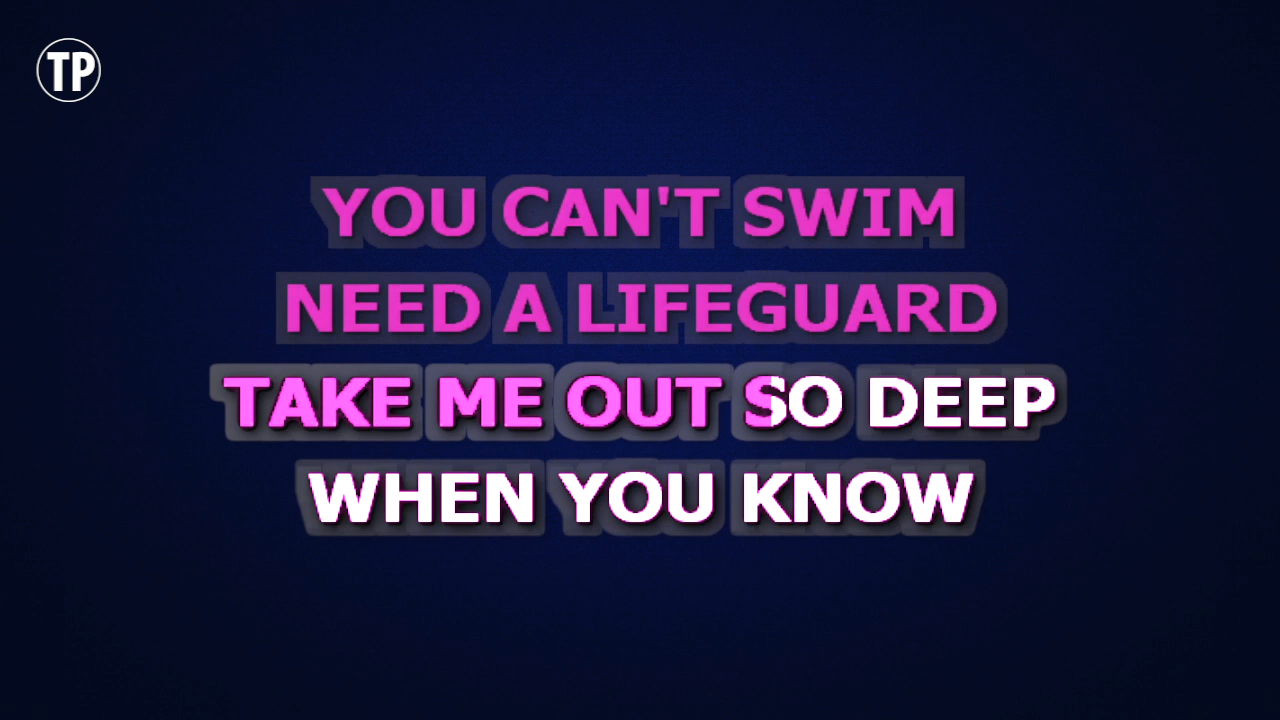 TP
YOU CAN'T SWIM
NEED A LIFEGUARD
TAKE ME OUT SO DEEP
WHEN YOU KNOW